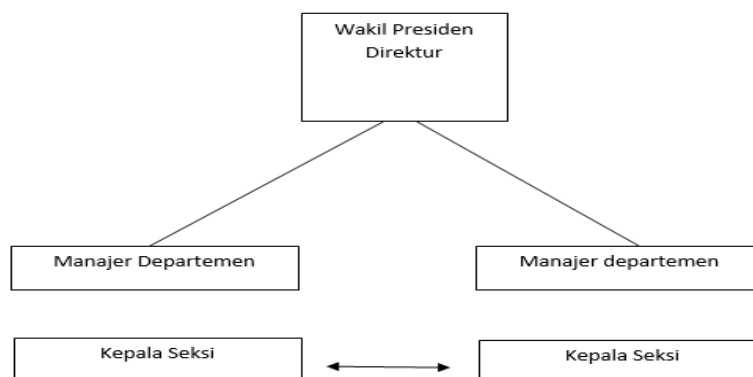 Wakil Presiden
Direktur
Manajer Departemen
Manajer departemen
Kepala Seksi
Kepala Seksi